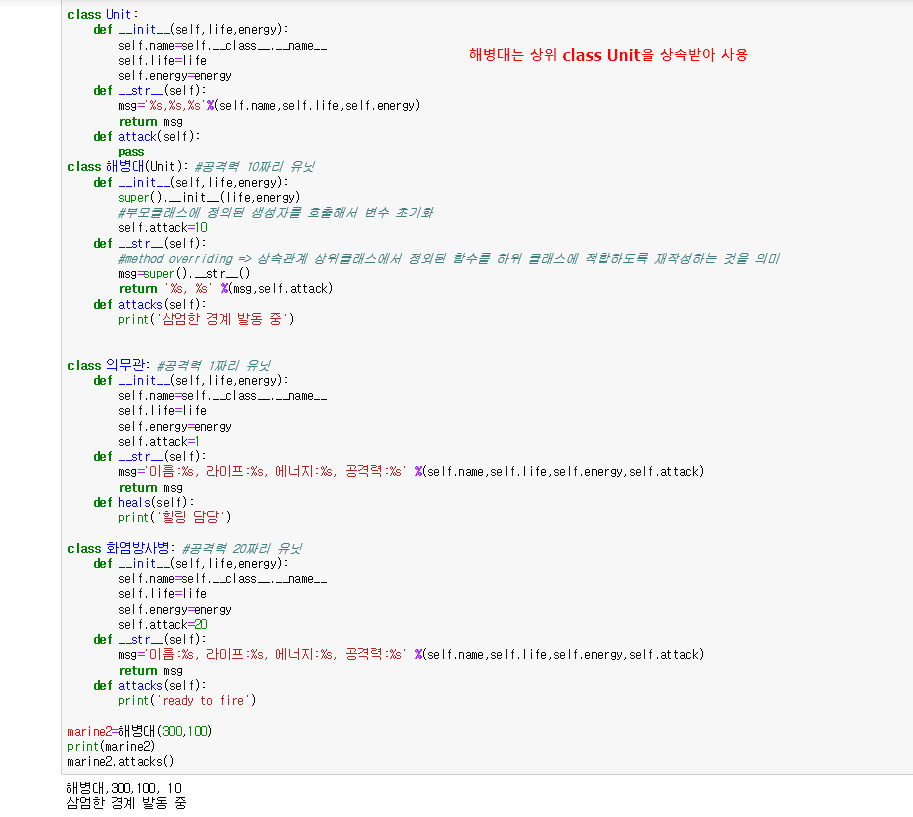 class Unit:
    def __init__(self,life,energy):
        self.name=self.__class__.__name__
해병대는 상위 class Unit을 상속받아 사용
        self.life=life
        self.energy=energy
    def __str__(self):
        msg='%s,%s,%s'%(self.name,self.life,self.energy)
        return msg
    def attack(self):
        pass
class 해병대(Unit): #공격력 10짜리 유닛
    def __init__(self,life,energy):
        super().__init__(life,energy)
        #부모클래스에 정의된 생성자를 호출해서 변수 초기화
        self.attack=10
    def __str__(self):
        #method overriding => 상속관계 상위클래스에서 정의된 함수를 하위 클래스에 적합하도록 재작성하는 것을 의미
        msg=super().__str__()
        return '%s, %s' %(msg,self.attack)
    def attacks(self):
        print('삼엄한 경계 발동 중')
class 의무관: #공격력 1짜리 유닛
    def __init__(self,life,energy):
        self.name=self.__class__.__name__
        self.life=life
        self.energy=energy
        self.attack=1
    def __str__(self):
        msg='이름:%s, 라이프:%s, 에너지:%s, 공격력:%s' %(self.name,self.life,self.energy,self.attack)
        return msg
    def heals(self):
        print('힐링 담당')
class 화염방사병: #공격력 20짜리 유닛
    def __init__(self,life,energy):
        self.name=self.__class__.__name__
        self.life=life
        self.energy=energy
        self.attack=20
    def __str__(self):
        msg='이름:%s, 라이프:%s, 에너지:%s, 공격력:%s' %(self.name,self.life,self.energy,self.attack)
        return msg
    def attacks(self):
        print('ready to fire')
marine2=해병대(300,100)
print(marine2)
marine2.attacks()
해병대,300,100, 10
삼엄한 경계 발동 중